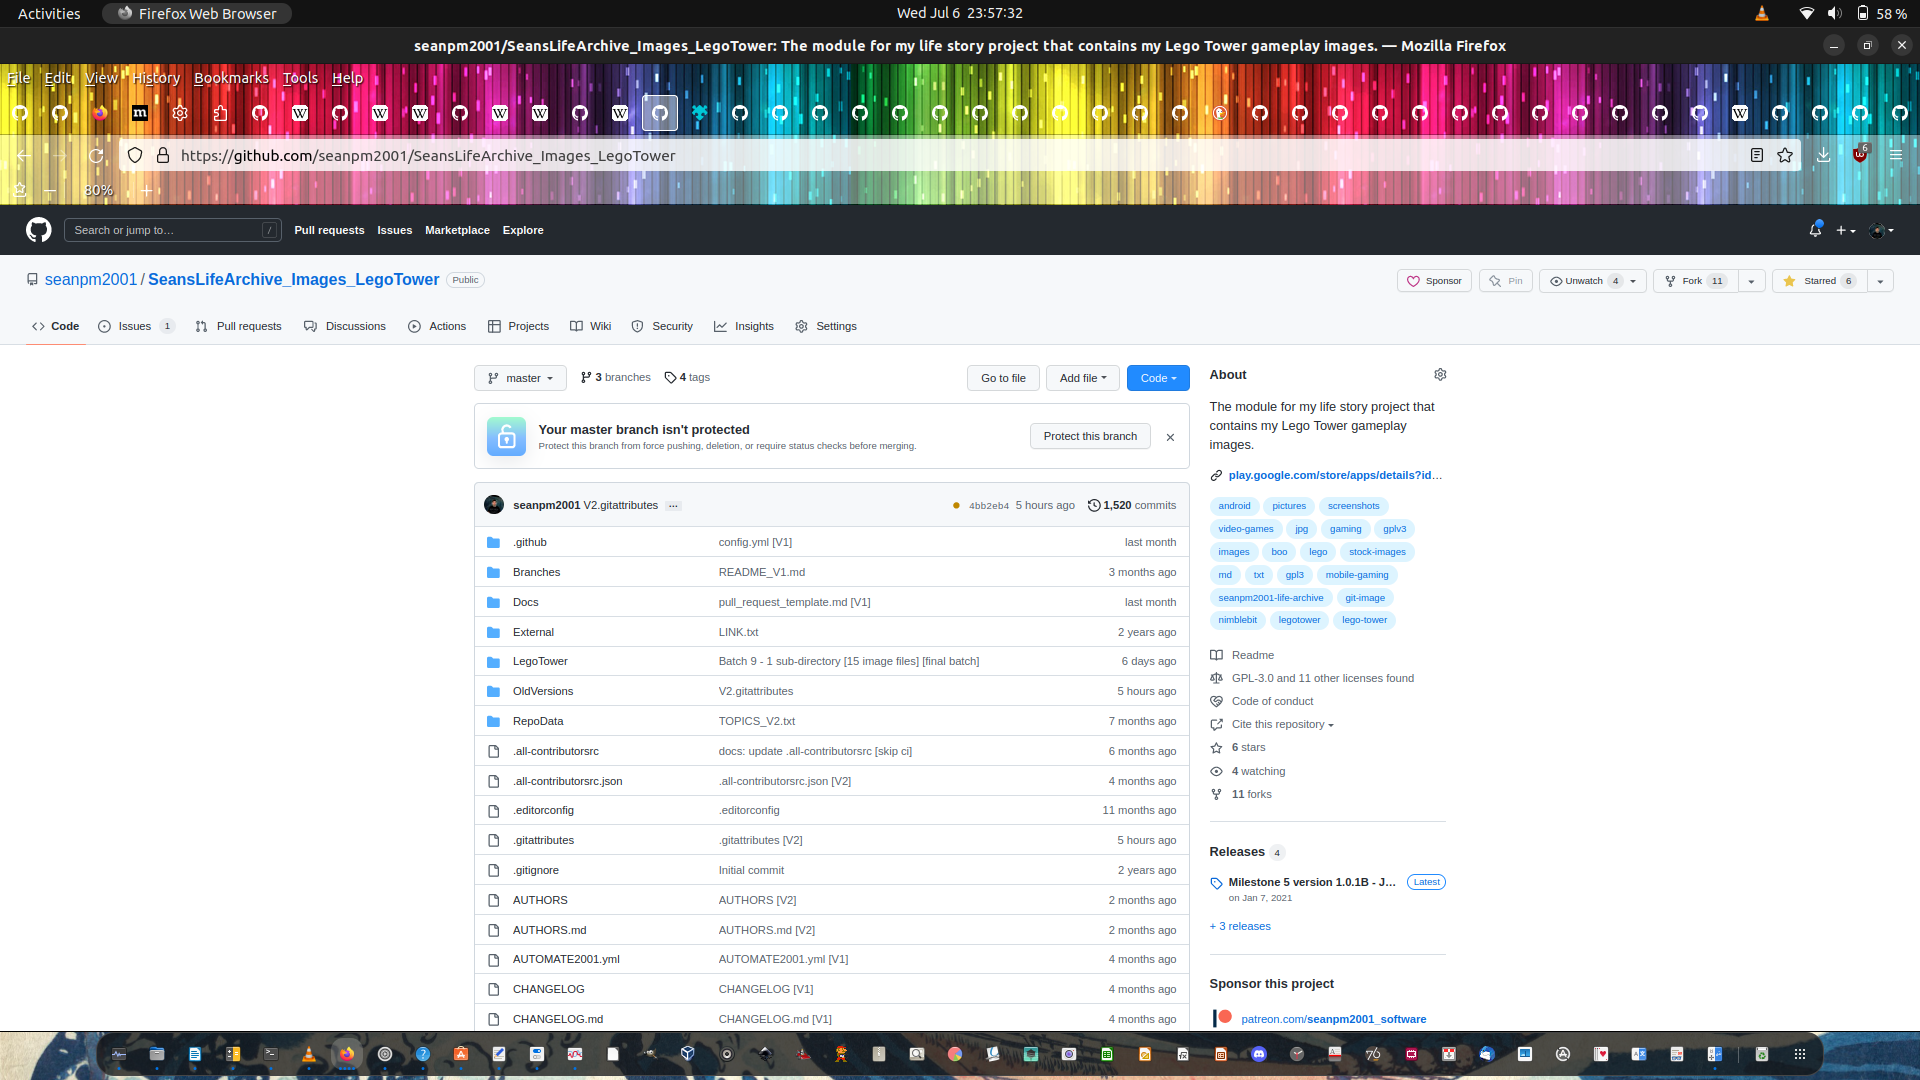 Activities Firefox Web Browser Wed Jul 6 23:57:32 58 %
seanpm2001/SeansLifeArchive_Images_LegoTower: The module for my life story project that contains my Lego Tower gameplay images. — Mozilla Firefox
File Edit View History Bookmarks Tools Help
https://github.com/seanpm2001/SeansLifeArchive_Images_LegoTower 6
80%
Search or jump to… / Pull requests Issues Marketplace Explore
seanpm2001 / SeansLifeArchive_Images_LegoTower Public Sponsor Pin Unwatch 4 Fork 11 Starred 6
Code Issues 1 Pull requests Discussions Actions Projects Wiki Security Insights Settings
master 3 branches 4 tags Go to file Add file Code
Your master branch isn't protected
Protect this branch from force pushing, deletion, or require status checks before merging.
Protect this branch
seanpm2001 V2.gitattributes ... 4bb2eb4 5 hours ago 1,520 commits
.github config.yml [V1] last month
Branches README_V1.md 3 months ago
Docs pull_request_template.md [V1] last month
External LINK.txt 2 years ago
LegoTower Batch 9 - 1 sub-directory [15 image files] [final batch] 6 days ago
OldVersions V2.gitattributes 5 hours ago
RepoData TOPICS_V2.txt 7 months ago
.all-contributorsrc docs: update .all-contributorsrc [skip ci] 6 months ago
.all-contributorsrc.json .all-contributorsrc.json [V2] 4 months ago
.editorconfig .editorconfig 11 months ago
.gitattributes .gitattributes [V2] 5 hours ago
.gitignore Initial commit 2 years ago
AUTHORS AUTHORS [V2] 2 months ago
AUTHORS.md AUTHORS.md [V2] 2 months ago
AUTOMATE2001.yml AUTOMATE2001.yml [V1] 4 months ago
CHANGELOG CHANGELOG [V1] 4 months ago
CHANGELOG.md CHANGELOG.md [V1] 4 months ago
About
The module for my life story project that
contains my Lego Tower gameplay
images.
play.google.com/store/apps/details?id…
android pictures screenshots
video-games jpg gaming gplv3
images boo lego stock-images
md txt gpl3 mobile-gaming
seanpm2001-life-archive git-image
nimblebit legotower lego-tower
Readme
GPL-3.0 and 11 other licenses found
Code of conduct
Cite this repository
6 stars
4 watching
11 forks
Releases 4
Milestone 5 version 1.0.1B - J… Latest
on Jan 7, 2021
+ 3 releases
Sponsor this project
patreon.com/seanpm2001_software